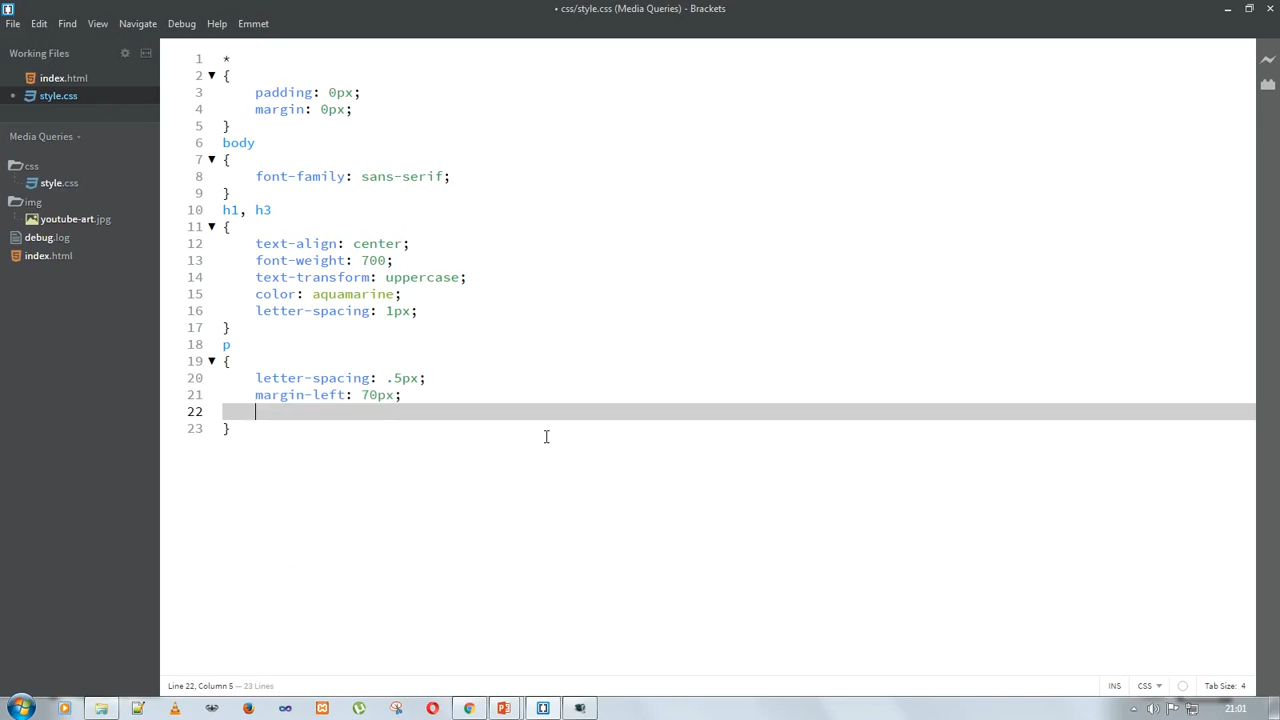 • css/style.css (Media Queries) - Brackets
File Edit Find View Navigate Debug Help Emmet
Working Files
index.html
• style.css
Media Queries
css
style.css
img
youtube-art.jpg
debug.log
index.html
1 *
2 {
3 padding: 0px;
4 margin: 0px;
5 }
6 body
7 {
8 font-family: sans-serif;
9 }
10 h1, h3
11 {
12 text-align: center;
13 font-weight: 700;
14 text-transform: uppercase;
15 color: aquamarine;
16 letter-spacing: 1px;
17 }
18 p
19 {
20 letter-spacing: .5px;
21 margin-left: 70px;
22
23 }
Line 22, Column 5 — 23 Lines
INS CSS Tab Size: 4
21:01